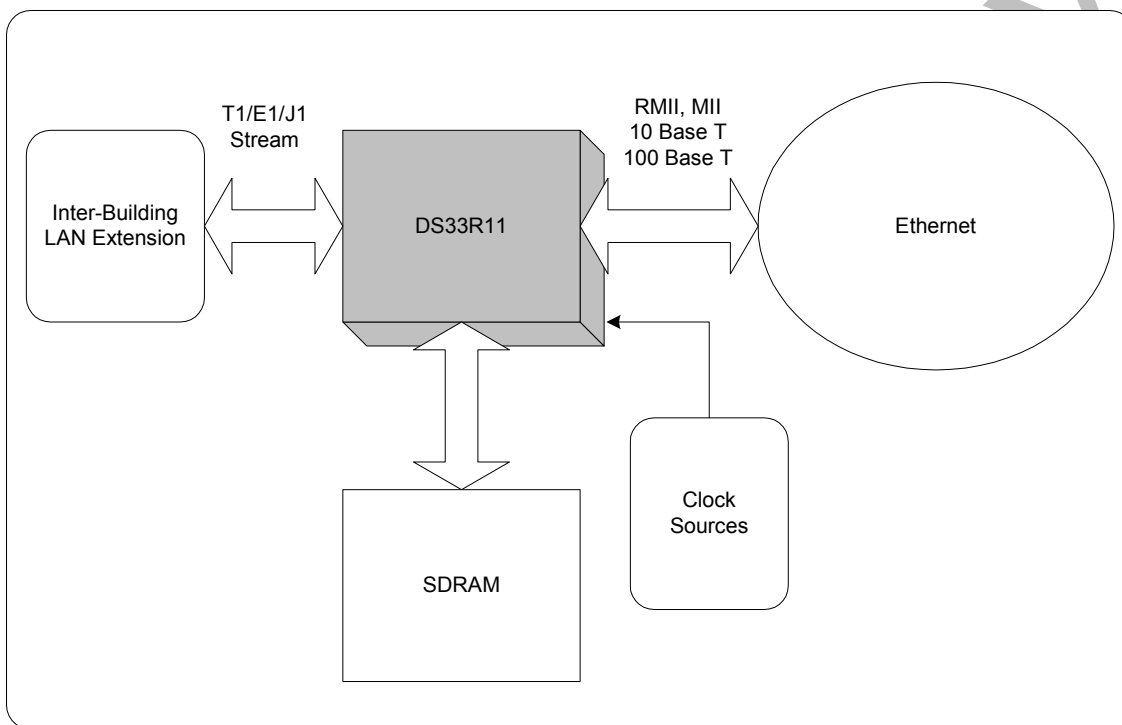 T1/E1/J1
Stream
RMII, MII
10 Base T
100 Base T
Inter-Building
LAN Extension
DS33R11
Ethernet
Clock
Sources
SDRAM